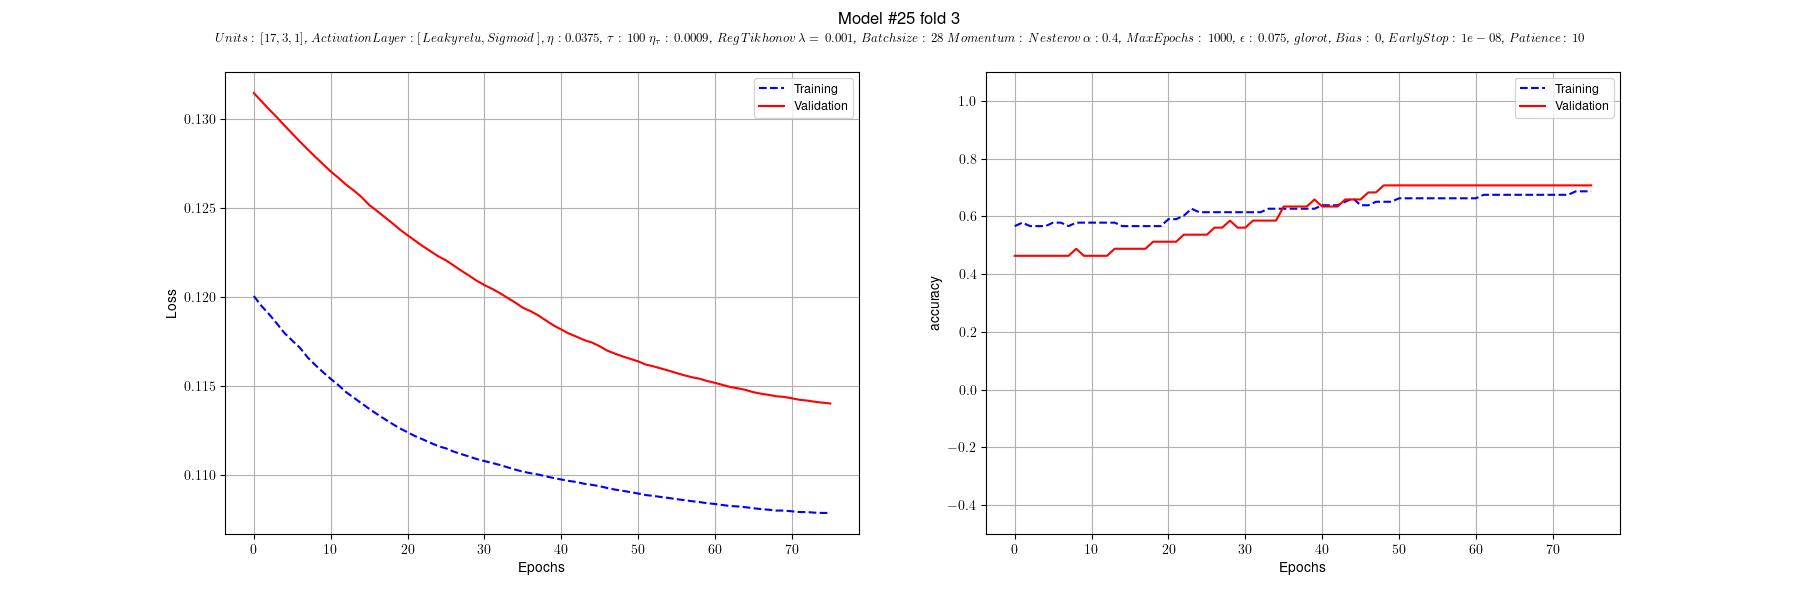 Model #25 fold 3
Units : [17, 3, 1], ActivationLayer : [Leakyrelu, Sigmoid ], η : 0.0375, τ : 100 η_τ : 0.0009, RegTikhonov λ = 0.001, Batchsize : 28 Momentum : Nesterov α : 0.4, MaxEpochs : 1000, ϵ : 0.075, glorot, Bias : 0, EarlyStop : 1e − 08, Patience : 10
Training
Validation
0.130
0.125
0.120
0.115
0.110
Loss
0 10 20 30 40 50 60 70
Epochs
Training
Validation
1.0
0.8
0.6
0.4
0.2
0.0
−0.2
−0.4
accuracy
0 10 20 30 40 50 60 70
Epochs